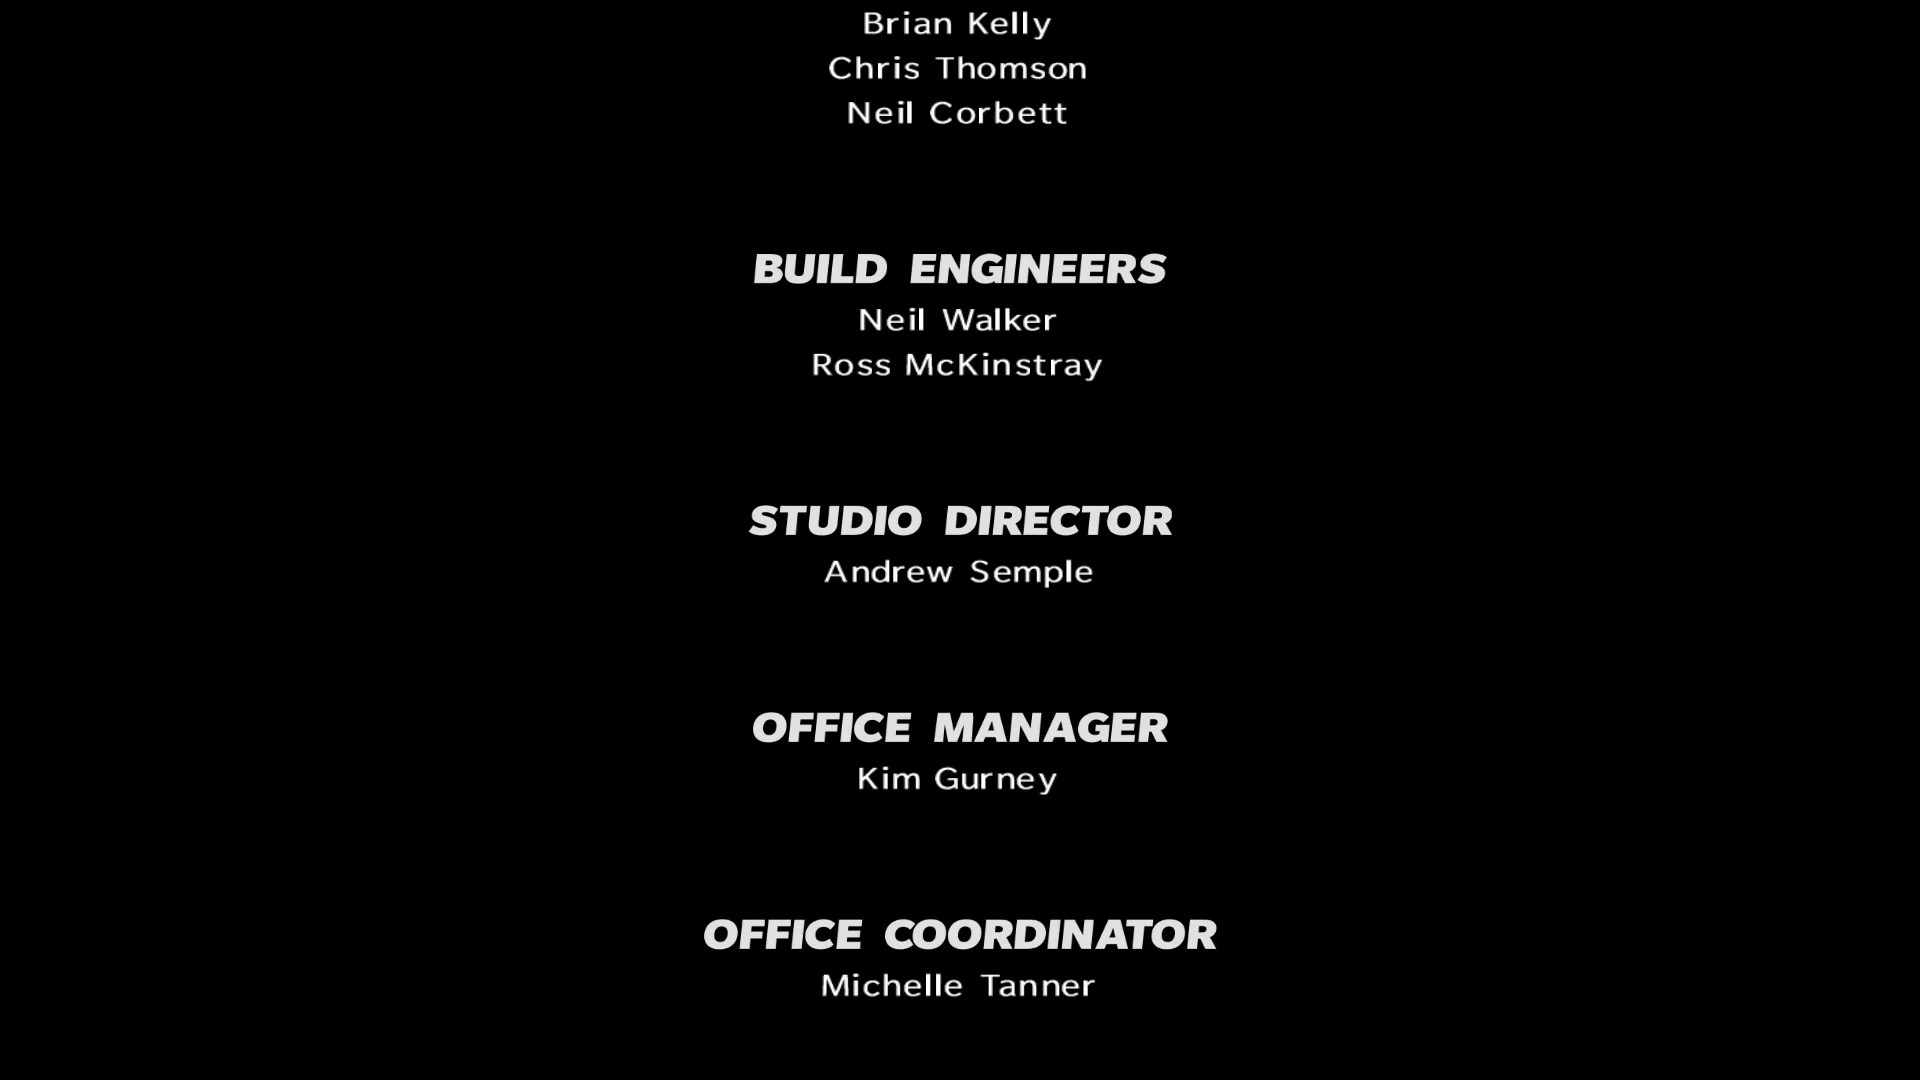 Brian Kelly
Chris Thomson
Neil Corbett
BUILD ENGINEERS
Neil Walker
Ross McKinstray
STUDIO DIRECTOR
Andrew Semple
OFFICE MANAGER
Kim Gurney
OFFICE COORDINATOR
Michelle Tanner